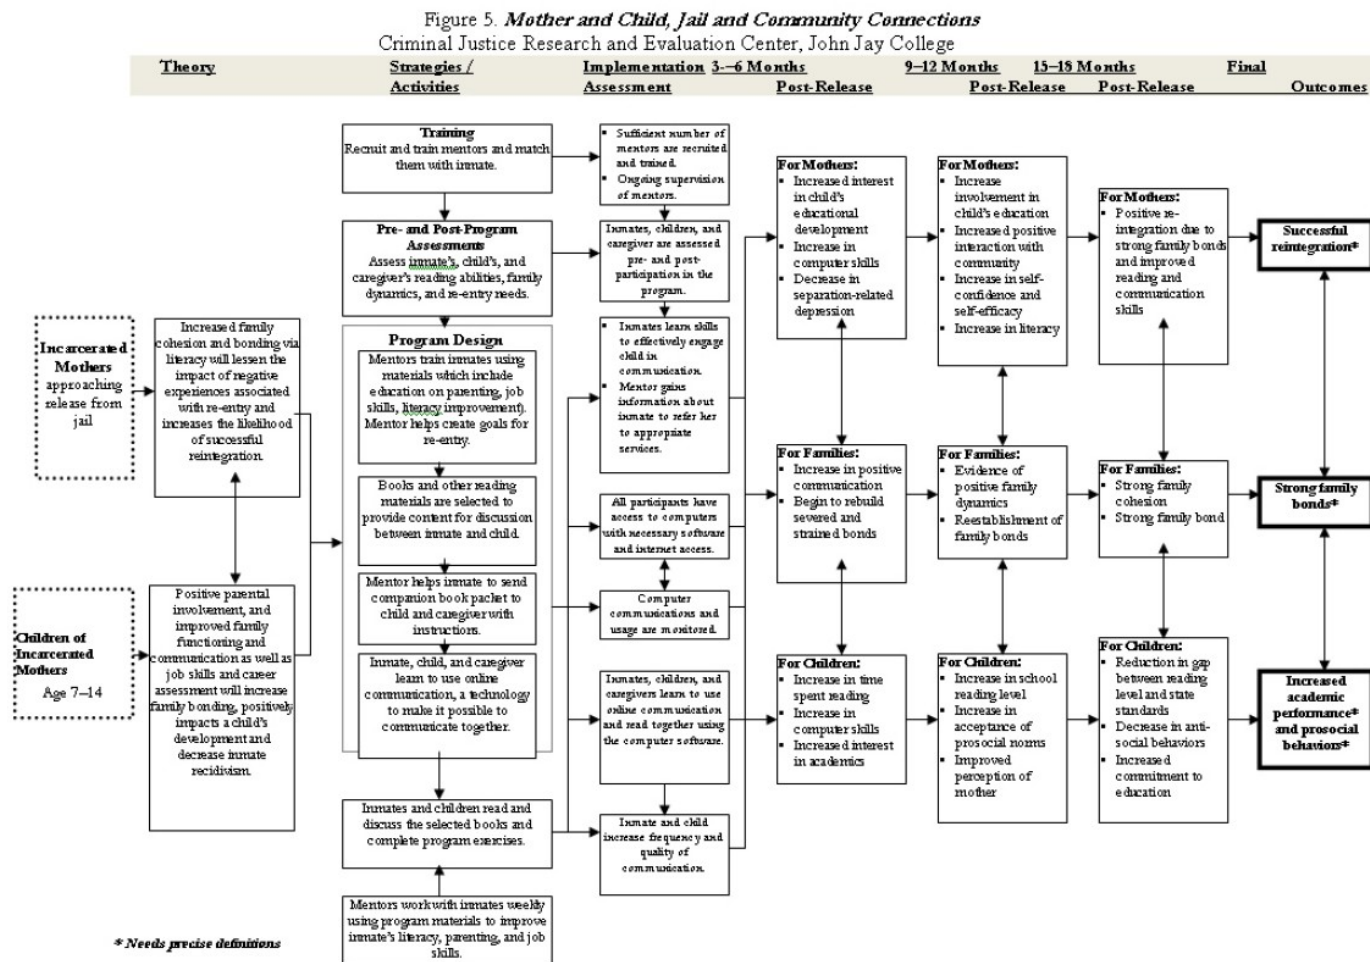 Figure 5. Mother and Child, Jail and Community Connections
Criminal Justice Research and Evaluation Center, John Jay College
Theory
Strategies /
Activities
Implementation
Assessment
3-–6 Months
Post-Release
9–12 Months
Post-Release
15–18 Months
Post-Release
Final
Outcomes
Incarcerated
Mothers
approaching
release from
jail
Children of
Incarcerated
Mothers
Age 7–14
Increased family
cohesion and bonding via
literacy will lessen the
impact of negative
experiences associated
with re-entry and
increases the likelihood
of successful
reintegration.
Positive parental
involvement, and
improved family
functioning and
communication as well as
job skills and career
assessment will increase
family bonding, positively
impacts a child's
development and
decrease inmate
recidivism.
Training
Recruit and train mentors and match
them with inmate.
Pre- and Post-Program
Assessments
Assess inmate's, child's, and
caregiver's reading abilities, family
dynamics, and re-entry needs.
Program Design
Mentors train inmates using
materials which include
education on parenting, job
skills, literacy improvement).
Mentor helps create goals for
re-entry.
Books and other reading
materials are selected to
provide content for discussion
between inmate and child.
Mentor helps inmate to send
companion book packet to
child and caregiver with
instructions.
Inmate, child, and caregiver
learn to use online
communication, a technology
to make it possible to
communicate together.
Inmates and children read and
discuss the selected books and
complete program exercises.
Mentors work with inmates weekly
using program materials to improve
inmate's literacy, parenting, and job
skills.
▪ Sufficient number of
mentors are recruited
and trained.
▪ Ongoing supervision
of mentors.
Inmates, children, and
caregiver are assessed
pre- and post-
participation in the
program.
▪ Inmates learn skills
to effectively engage
child in
communication.
▪ Mentor gains
information about
inmate to refer her
to appropriate
services.
All participants have
access to computers
with necessary software
and internet access.
Computer
communications and
usage are monitored.
Inmates, children, and
caregivers learn to use
online communication
and read together using
the computer software.
Inmate and child
increase frequency and
quality of
communication.
For Mothers:
▪ Increased interest
in child's
educational
development
▪ Increase in
computer skills
▪ Decrease in
separation-related
depression
For Families:
▪ Increase in positive
communication
▪ Begin to rebuild
severed and
strained bonds
For Children:
▪ Increase in time
spent reading
▪ Increase in
computer skills
▪ Increased interest
in academics
For Mothers:
▪ Increase
involvement in
child's education
▪ Increased positive
interaction with
community
▪ Increase in self-
confidence and
self-efficacy
▪ Increase in literacy
For Families:
▪ Evidence of
positive family
dynamics
▪ Reestablishment of
family bonds
For Children:
▪ Increase in school
reading level
▪ Increase in
acceptance of
prosocial norms
▪ Improved
perception of
mother
For Mothers:
▪ Positive re-
integration due to
strong family bonds
and improved
reading and
communication
skills
For Families:
▪ Strong family
cohesion
▪ Strong family bond
For Children:
▪ Reduction in gap
between reading
level and state
standards
▪ Decrease in anti-
social behaviors
▪ Increased
commitment to
education
Successful
reintegration*
Strong family
bonds*
Increased
academic
performance*
and prosocial
behaviors*
* Needs precise definitions